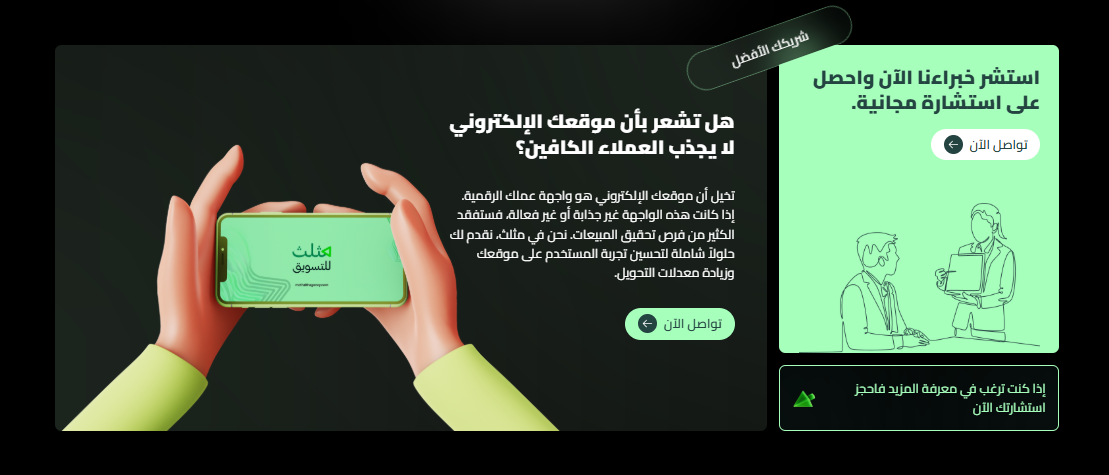 شريكك الأفضل
استشر خبراءنا الآن واحصل
على استشارة مجانية.
تواصل الآن
إذا كنت ترغب في معرفة المزيد فاحجز
استشارتك الآن
هل تشعر بأن موقعك الإلكتروني
لا يجذب العملاء الكافين؟
تخيل أن موقعك الإلكتروني هو واجهة عملك الرقمية.
إذا كانت هذه الواجهة غير جذابة أو غير فعالة، فستفقد
الكثير من فرص تحقيق المبيعات. نحن في مثلث، نقدم لك
حلولاً شاملة لتحسين تجربة المستخدم على موقعك
وزيادة معدلات التحويل.
تواصل الآن
مثلث
للتسويق